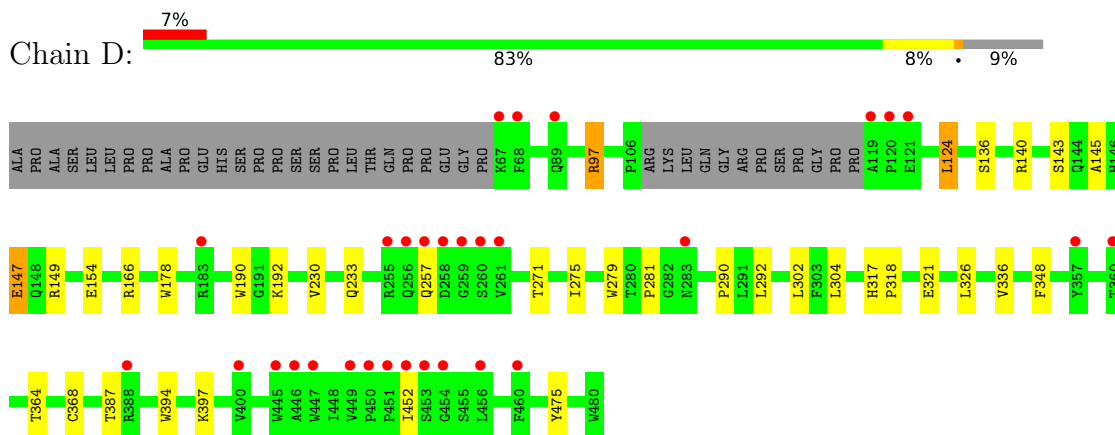 7%
Chain D:
83% 8% • 9%
ALA PRO ALA SER LEU LEU PRO PRO ALA PRO GLU HIS SER PRO PRO SER SER PRO LEU THR GLN PRO PRO GLU GLY PRO K67 F68 Q89 R97 P106 ARG LYS LEU GLN GLY ARG PRO SER PRO GLY PRO PRO A119 P120 E121 L124 S136 R140 S143 Q144 A145 H146
E147 Q148 R149 E154 R166 W178 R183 W190 G191 K192 V230 Q233 R255 Q256 Q257 D258 G259 S260 V261 T271 I275 W279 T280 P281 G282 N283 P290 L291 L292 L302 F303 L304 H317 P318 E321 L326 V336 F348 Y357 T360
T364 C368 T387 R388 W394 K397 V400 W445 A446 W447 I448 V449 P450 P451 I452 S453 G454 S455 L456 F460 Y475 W480